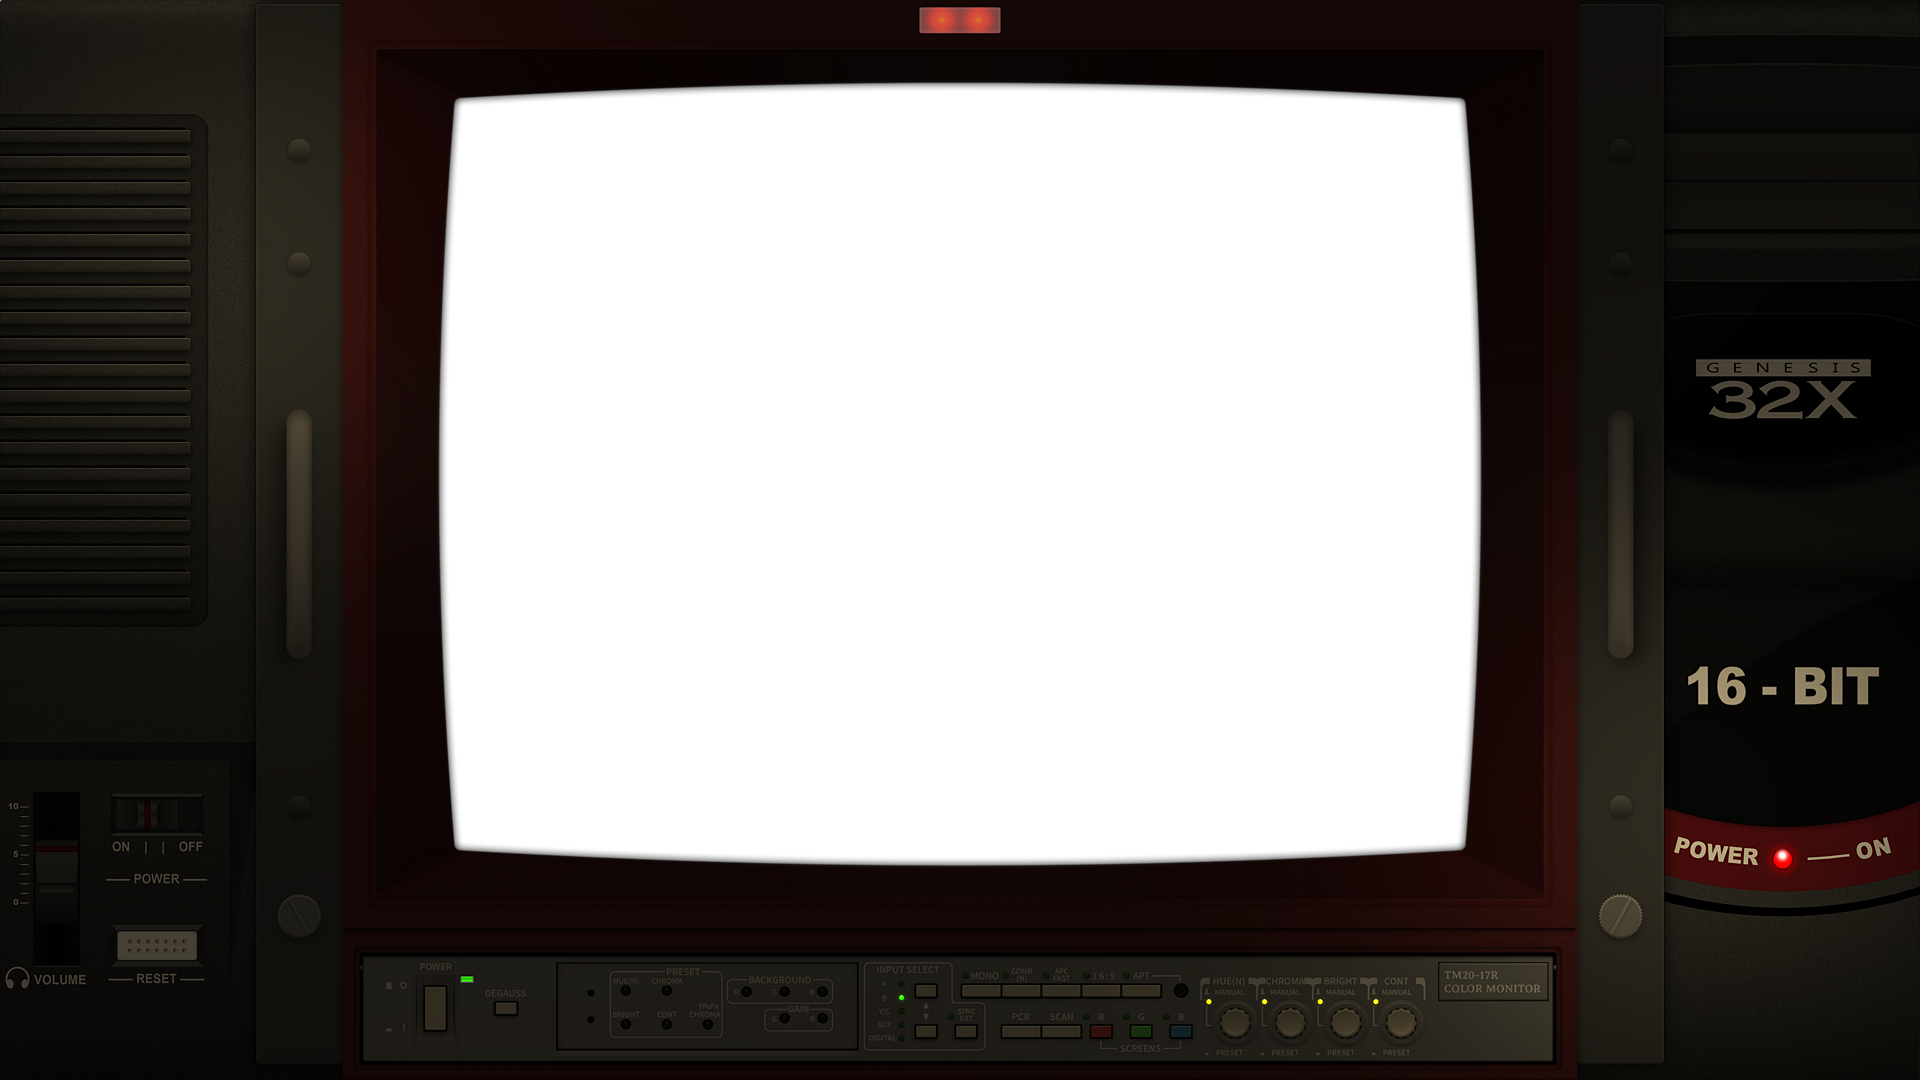 GENESIS
32X
16 - BIT
POWER
ON
10
5
0
ON | | OFF
POWER
VOLUME
RESET
POWER
DEGAUSS
PRESET
HUE(N)
CHROMA
BRIGHT
CONT
YPbPr
CHROMA
BACKGROUND
R G B
GAIN
G B
INPUT SELECT
A
B
Y/C
AUX
DIGITAL
SYNC
EXT
MONO
COMB
(N)
AFC
FAST
16:9
APT
PCR
SCAN
R
G
B
SCREENS
HUE(N)
CHROMA
BRIGHT
CONT
MANUAL
MANUAL
MANUAL
MANUAL
PRESET
PRESET
PRESET
PRESET
TM20-17R
COLOR MONITOR